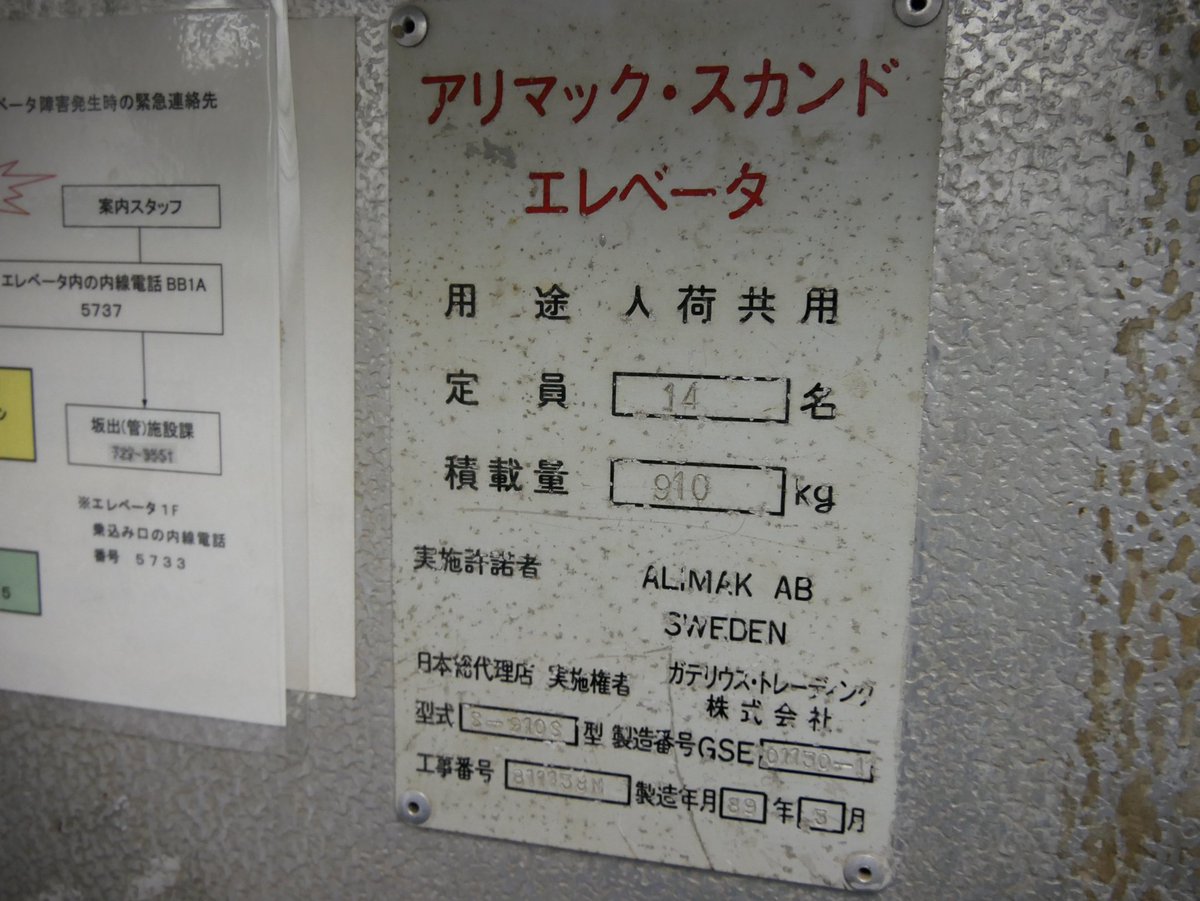 ベータ障害発生時の緊急連絡先
案内スタッフ
エレベータ内の内線電話 BB1A
5737
坂出(管)施設課
722-9551
※エレベータ1F
乗込み口の内線電話
番号 5733
5
アリマック・スカンド
エレベータ
用途 人荷共用
定員 14 名
積載量 910 kg
実施許諾者 ALIMAK AB
SWEDEN
日本総代理店 実施権者 ガデリウス・トレーディング
株式会社
型式 S-910S 型 製造番号 GSE
工事番号 製造年月 89 年 5 月